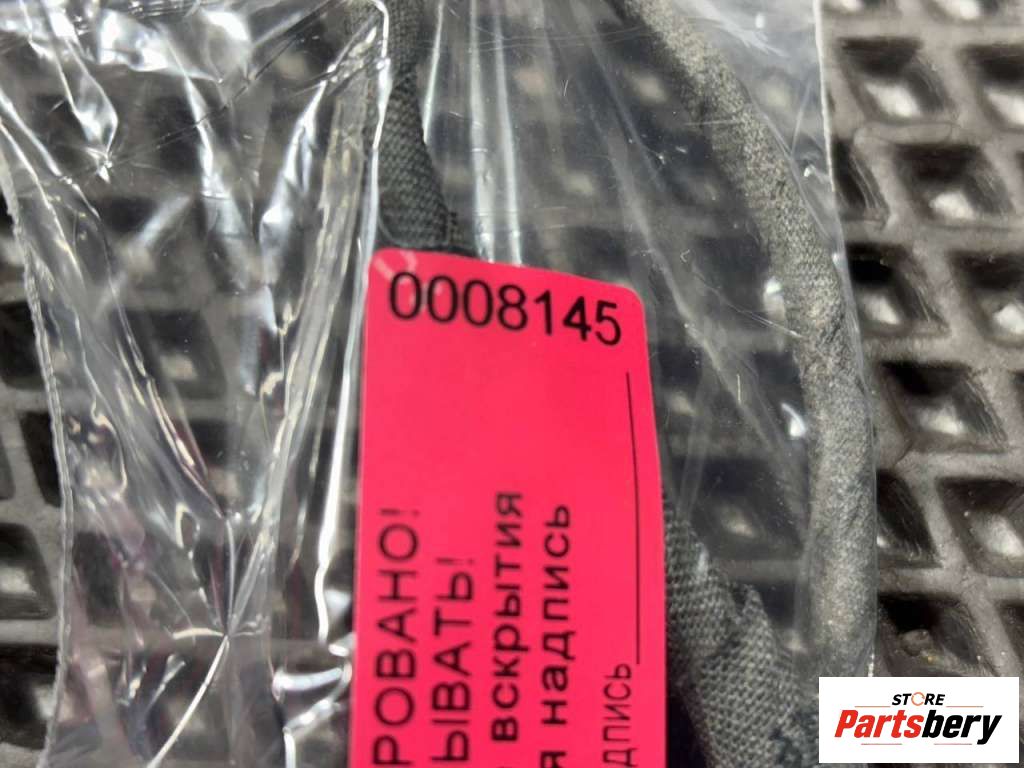 0008145
РОВАНО!
ЫВАТЬ!
вскрытия
я надпись
дпись
STORE
Partsbery